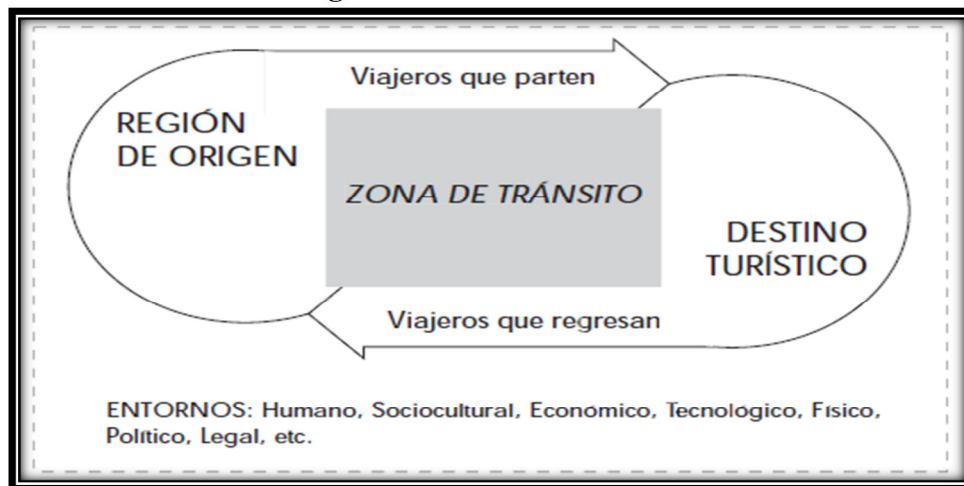 Viajeros que parten
REGIÓN
DE ORIGEN
ZONA DE TRÁNSITO
DESTINO
TURÍSTICO
Viajeros que regresan
ENTORNOS: Humano, Sociocultural, Económico, Tecnológico, Físico,
Político, Legal, etc.